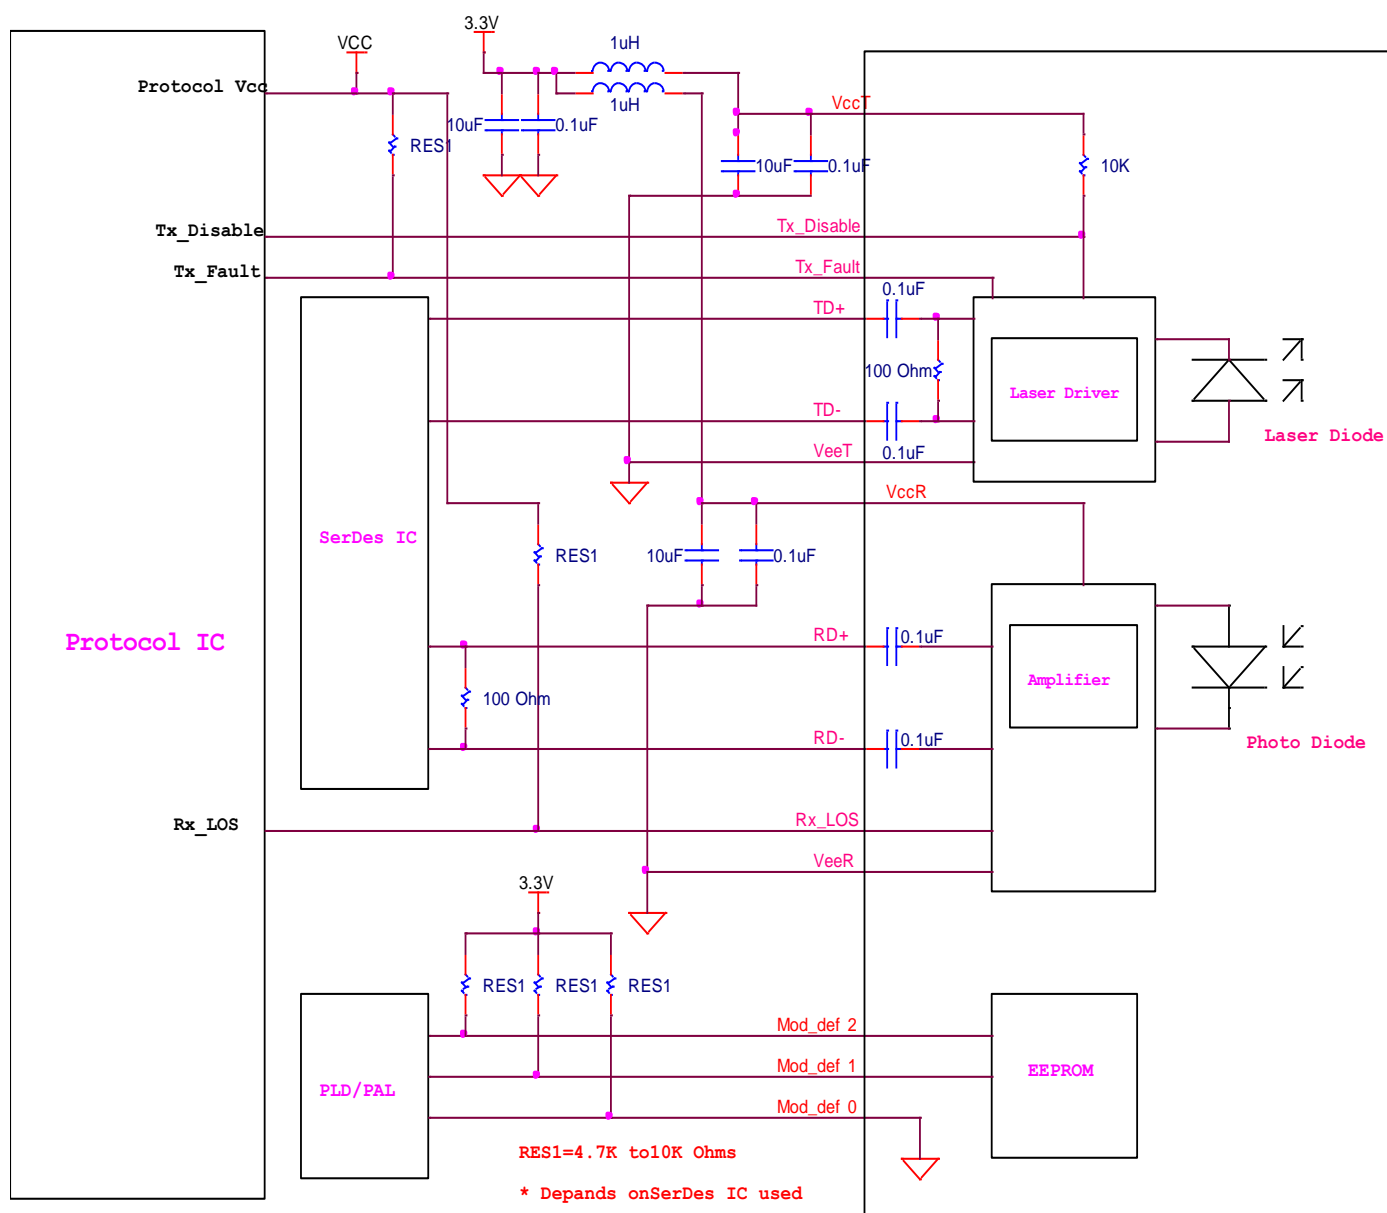 3.3V
VCC
1uH
1uH
Protocol Vcc
VccT
10uF
0.1uF
RES1
10uF
0.1uF
10K
Tx_Disable
Tx_Disable
Tx_Fault
Tx_Fault
0.1uF
TD+
100 Ohm
Laser Driver
TD-
Laser Diode
VeeT
0.1uF
VccR
SerDes IC
RES1
10uF
0.1uF
Protocol IC
RD+
0.1uF
Amplifier
100 Ohm
RD-
0.1uF
Photo Diode
Rx_LOS
Rx_LOS
VeeR
3.3V
RES1
RES1
RES1
Mod_def 2
Mod_def 1
EEPROM
PLD/PAL
Mod_def 0
RES1=4.7K to10K Ohms
* Depands onSerDes IC used